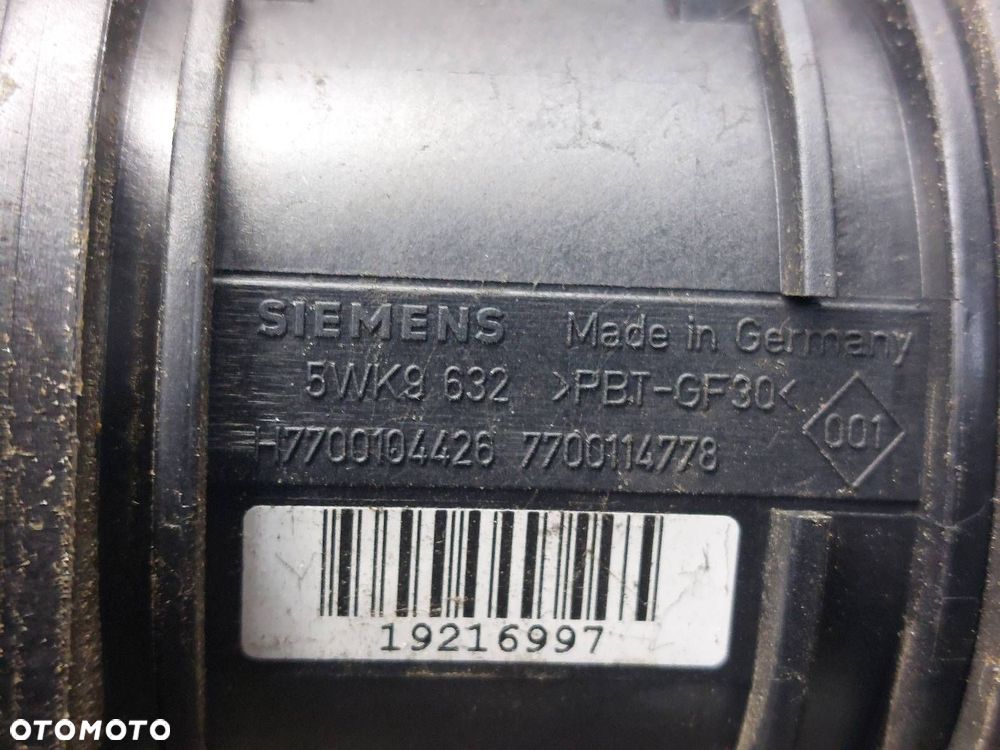 SIEMENS Made in Germany
5WK9 632 >PBT-GF30<
001
H7700104426 7700114778
19216997
OTOMOTO